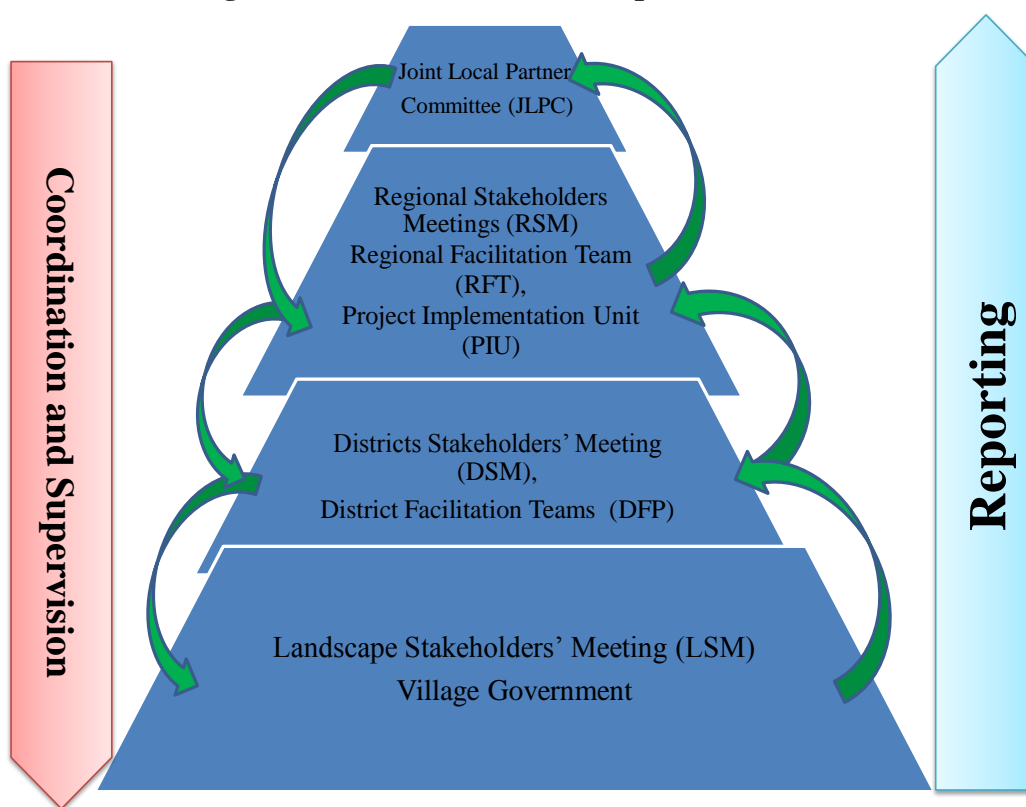 Joint Local Partner
Committee (JLPC)
Regional Stakeholders
Meetings (RSM)
Regional Facilitation Team
(RFT),
Project Implementation Unit
(PIU)
Districts Stakeholders’ Meeting
(DSM),
District Facilitation Teams (DFP)
Landscape Stakeholders’ Meeting (LSM)
Village Government
Coordination and Supervision
Reporting